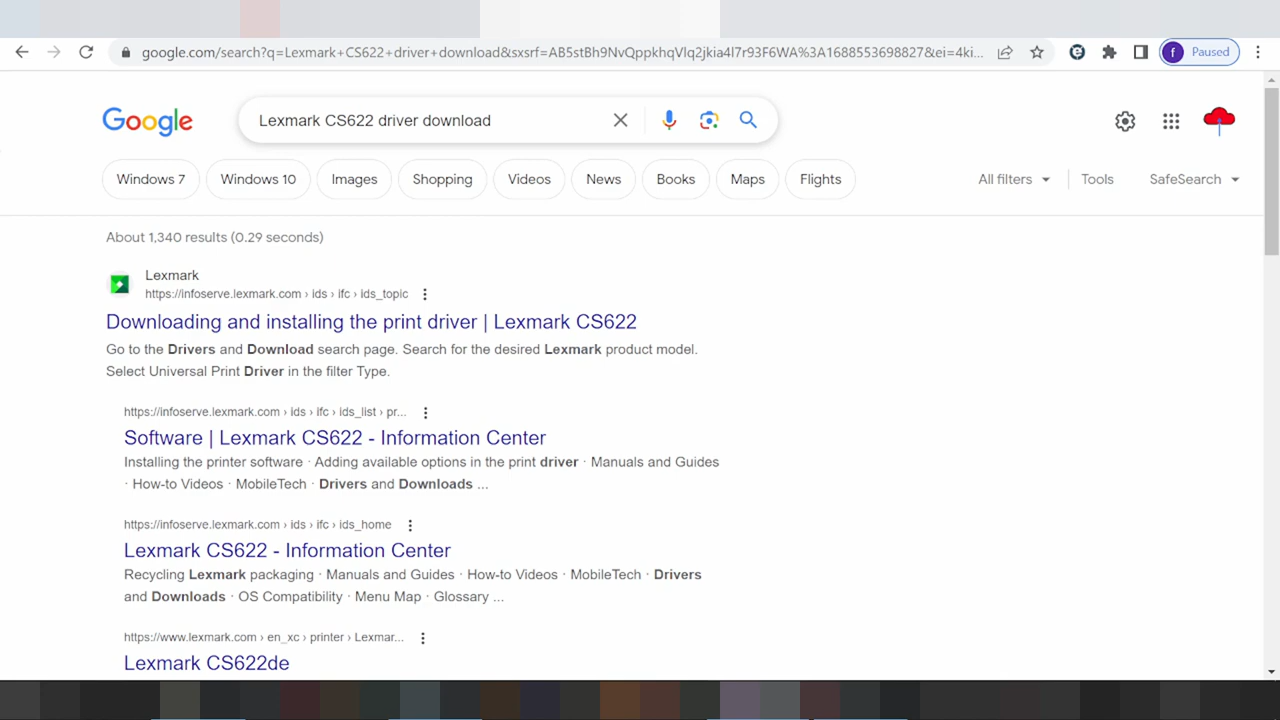 google.com/search?q=Lexmark+CS622+driver+download&sxsrf=AB5stBh9NvQppkhqVlq2jkia4l7r93F6WA%3A1688553698827&ei=4ki...
f Paused
Google
Lexmark CS622 driver download
Windows 7 Windows 10 Images Shopping Videos News Books Maps Flights All filters Tools SafeSearch
About 1,340 results (0.29 seconds)
Lexmark
https://infoserve.lexmark.com › ids › ifc › ids_topic
Downloading and installing the print driver | Lexmark CS622
Go to the Drivers and Download search page. Search for the desired Lexmark product model.
Select Universal Print Driver in the filter Type.
https://infoserve.lexmark.com › ids › ifc › ids_list › pr...
Software | Lexmark CS622 - Information Center
Installing the printer software · Adding available options in the print driver · Manuals and Guides
· How-to Videos · MobileTech · Drivers and Downloads ...
https://infoserve.lexmark.com › ids › ifc › ids_home
Lexmark CS622 - Information Center
Recycling Lexmark packaging · Manuals and Guides · How-to Videos · MobileTech · Drivers
and Downloads · OS Compatibility · Menu Map · Glossary ...
https://www.lexmark.com › en_xc › printer › Lexmar...
Lexmark CS622de